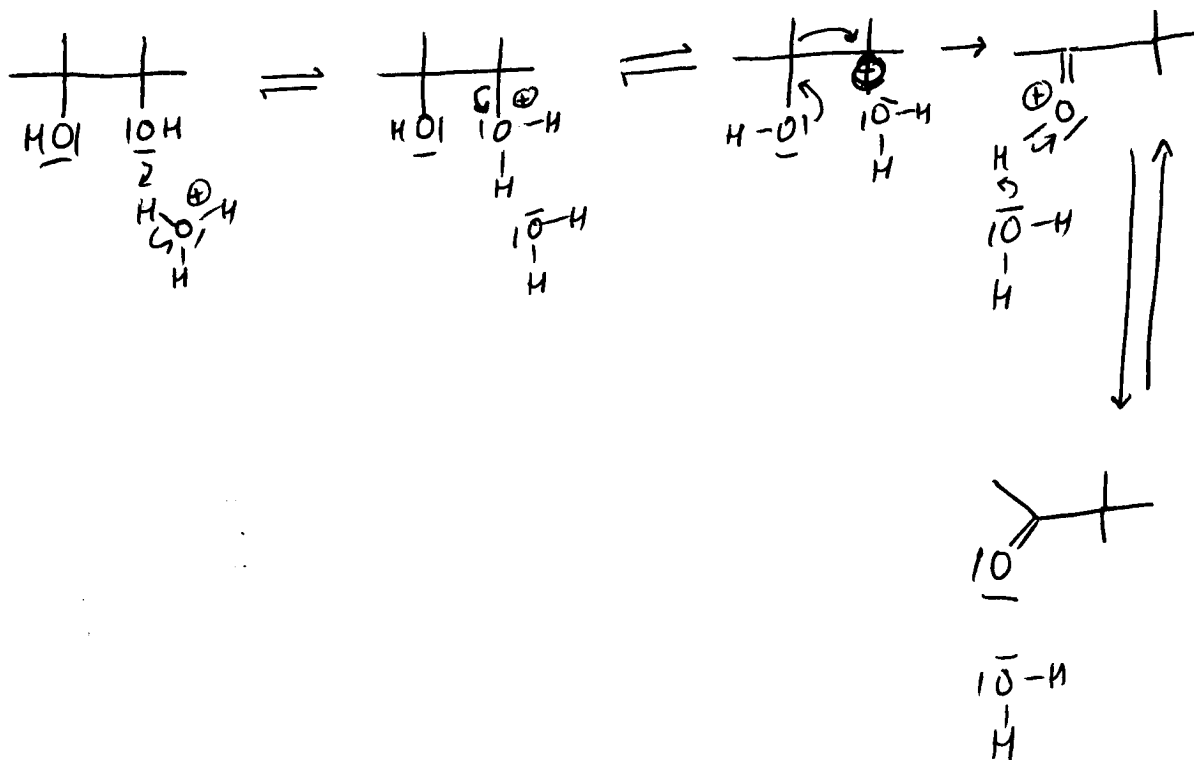 HO| |OH
H O ⊕ H
H
HO| |O ⊕ -H
H
|O-H
H
H-O| ⊕ |O-H
H
⊕ O
H
|O-H
H
|O
|O-H
H